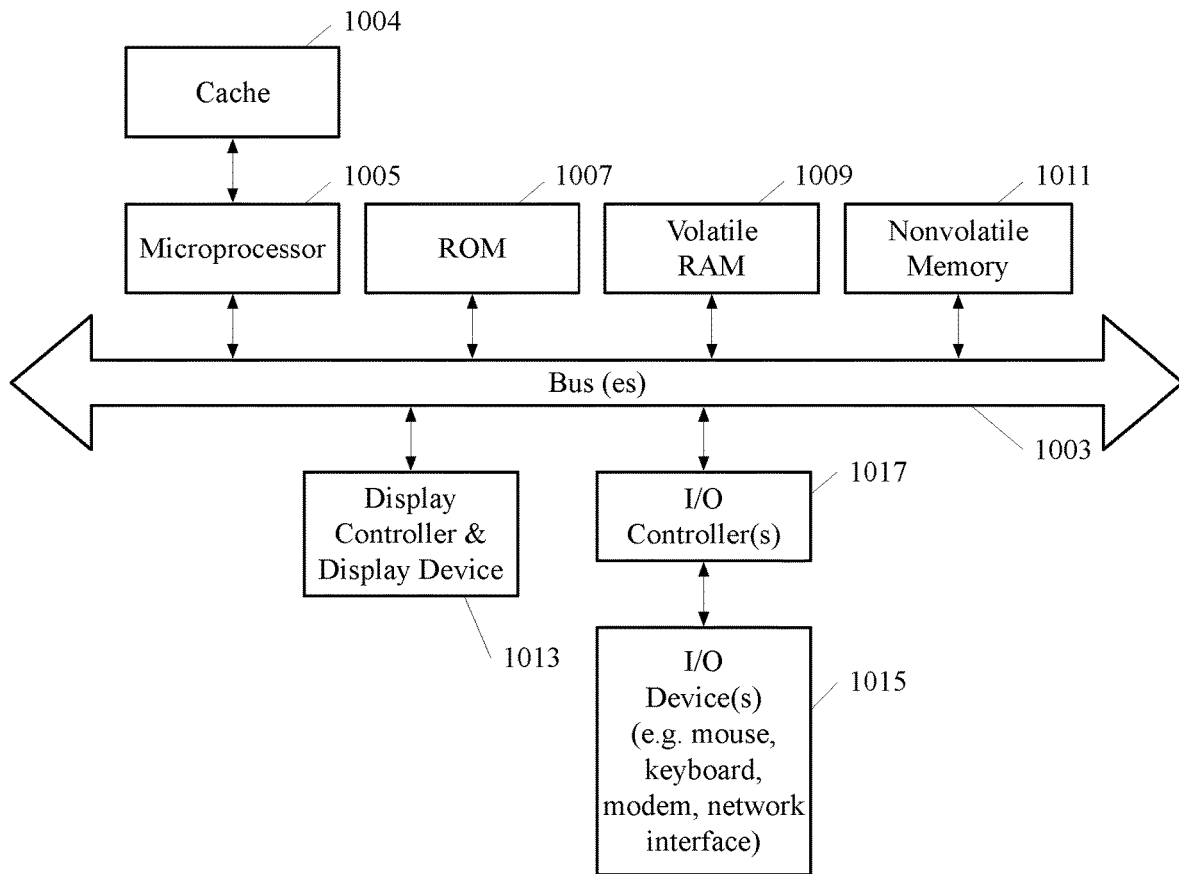 1004
Cache
1005
1007
1009
1011
Microprocessor
ROM
Volatile
RAM
Nonvolatile
Memory
Bus (es)
1003
Display
Controller &
Display Device
1013
1017
I/O
Controller(s)
I/O
Device(s)
(e.g. mouse,
keyboard,
modem, network
interface)
1015